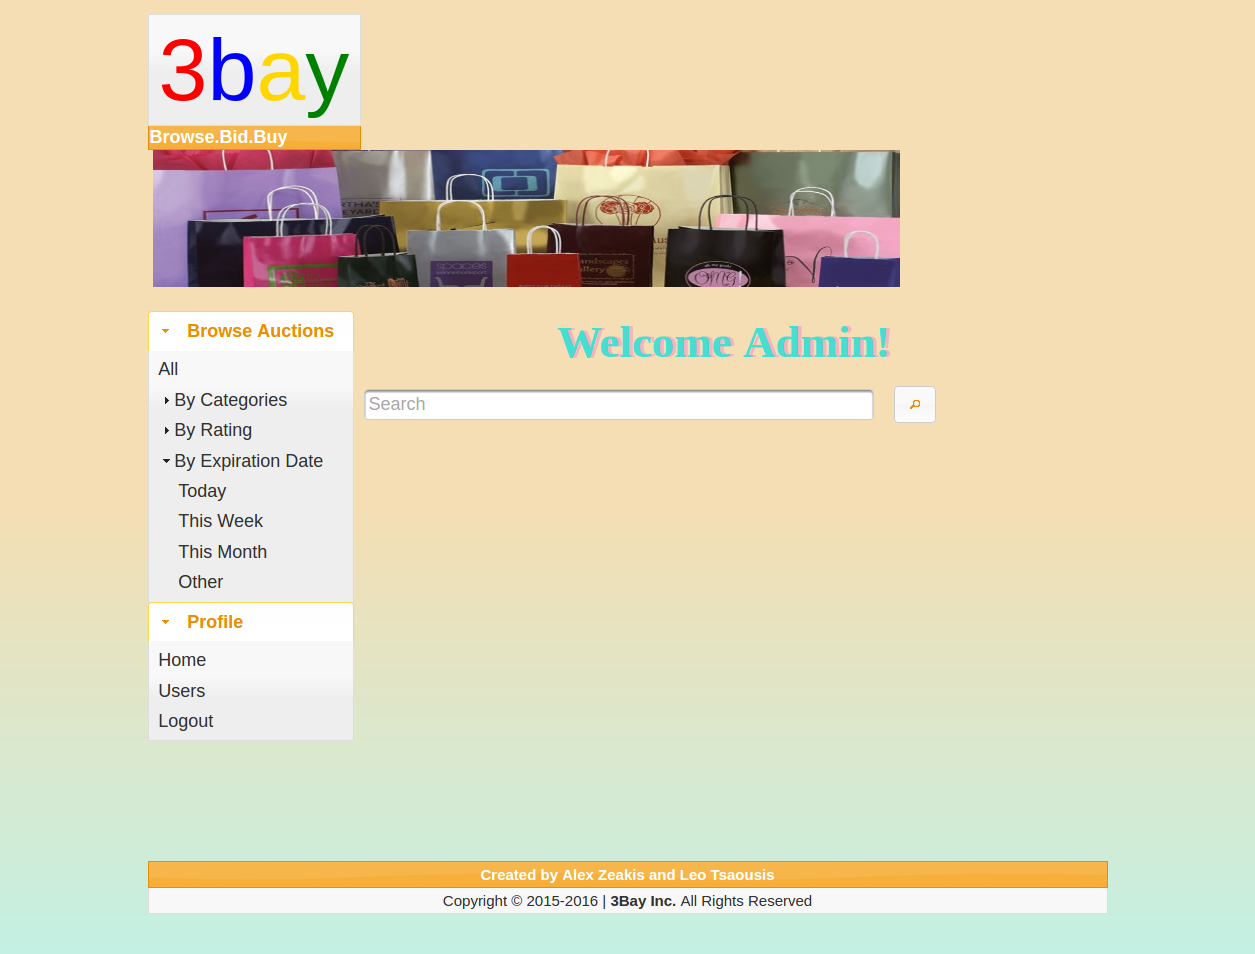 3bay
Browse.Bid.Buy
spaces
OMG
Browse Auctions
Welcome Admin!
All
Search
By Categories
By Rating
By Expiration Date
Today
This Week
This Month
Other
Profile
Home
Users
Logout
Created by Alex Zeakis and Leo Tsaousis
Copyright © 2015-2016 | 3Bay Inc. All Rights Reserved